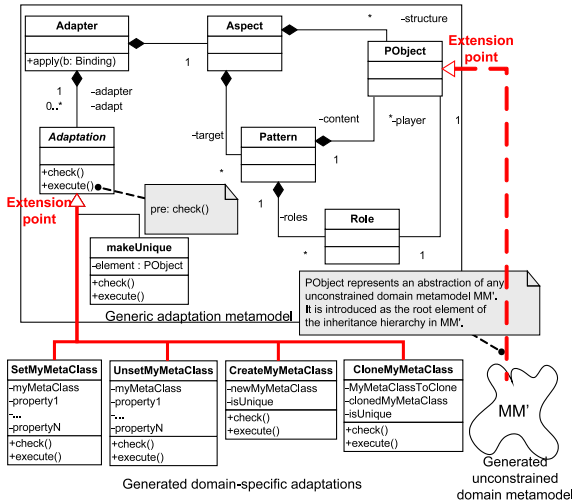 Adapter
+apply(b: Binding)
Aspect
1
*
-structure
PObject
Extension
point
1
0..*
-adapter
-adapt
Adaptation
+check()
+execute()
-target
*
Pattern
-content
1
*-player
1
pre: check()
Extension
point
1
-roles
*
Role
1
makeUnique
-element : PObject
+check()
+execute()
Generic adaptation metamodel
PObject represents an abstraction of any
unconstrained domain metamodel MM'.
It is introduced as the root element of
the inheritance hierarchy in MM'.
SetMyMetaClass
-myMetaClass
-property1
-...
-propertyN
+check()
+execute()
UnsetMyMetaClass
-myMetaClass
-property1
-...
-propertyN
+check()
+execute()
CreateMyMetaClass
-newMyMetaClass
-isUnique
+check()
+execute()
CloneMyMetaClass
-MyMetaClassToClone
-clonedMyMetaClass
-isUnique
+check()
+execute()
MM'
Generated
unconstrained
domain metamodel
Generated domain-specific adaptations